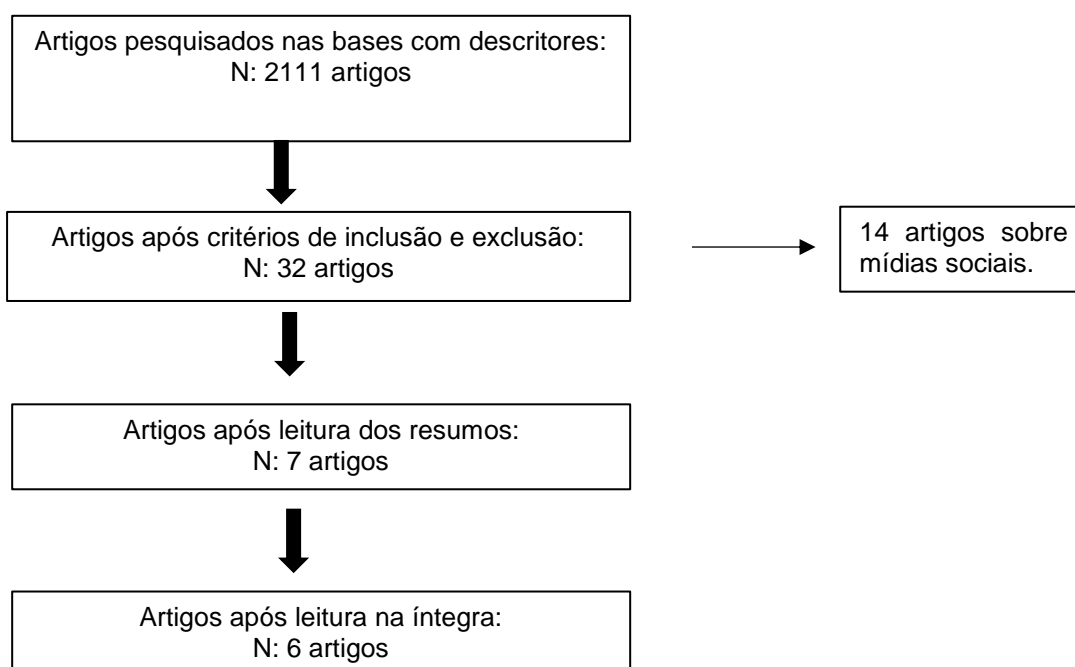 Artigos pesquisados nas bases com descritores:
N: 2111 artigos
Artigos após critérios de inclusão e exclusão:
N: 32 artigos
14 artigos sobre
mídias sociais.
Artigos após leitura dos resumos:
N: 7 artigos
Artigos após leitura na íntegra:
N: 6 artigos